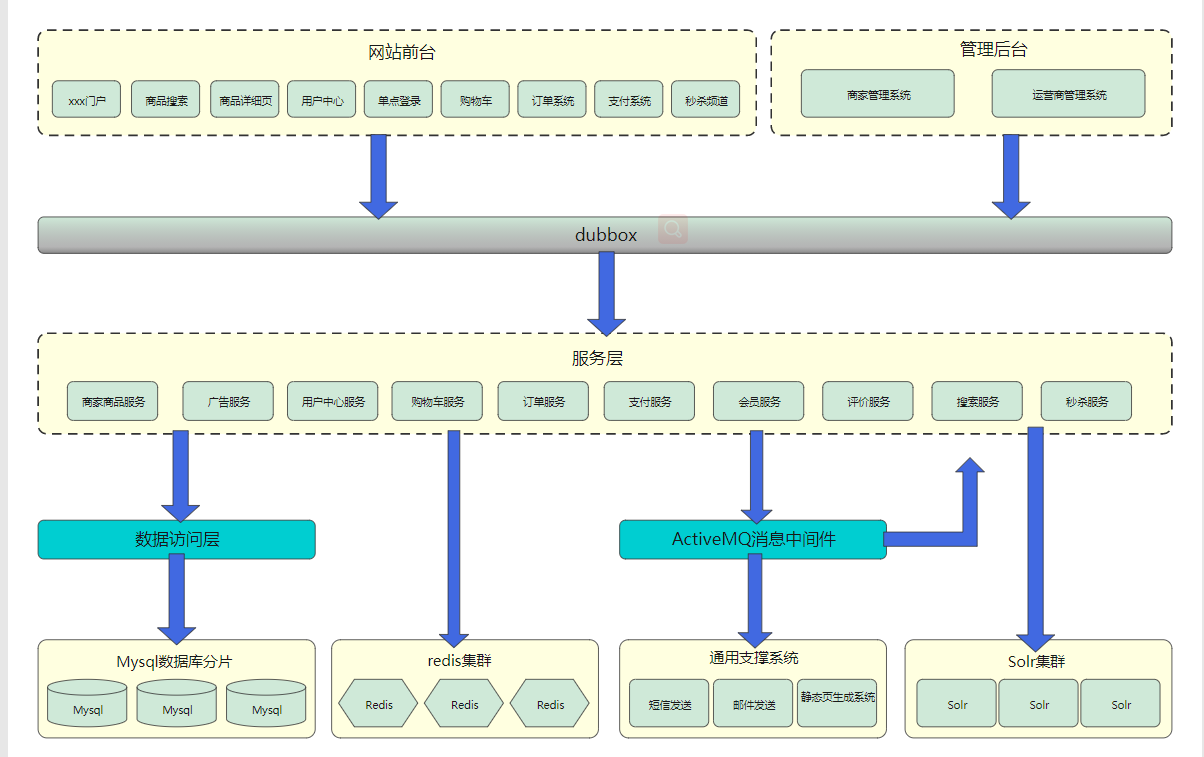 网站前台
xxx门户
商品搜索
商品详细页
用户中心
单点登录
购物车
订单系统
支付系统
秒杀频道
管理后台
商家管理系统
运营商管理系统
dubbox
服务层
商家商品服务
广告服务
用户中心服务
购物车服务
订单服务
支付服务
会员服务
评价服务
搜索服务
秒杀服务
数据访问层
ActiveMQ消息中间件
Mysql数据库分片
Mysql
Mysql
Mysql
redis集群
Redis
Redis
Redis
通用支撑系统
短信发送
邮件发送
静态页生成系统
Solr集群
Solr
Solr
Solr